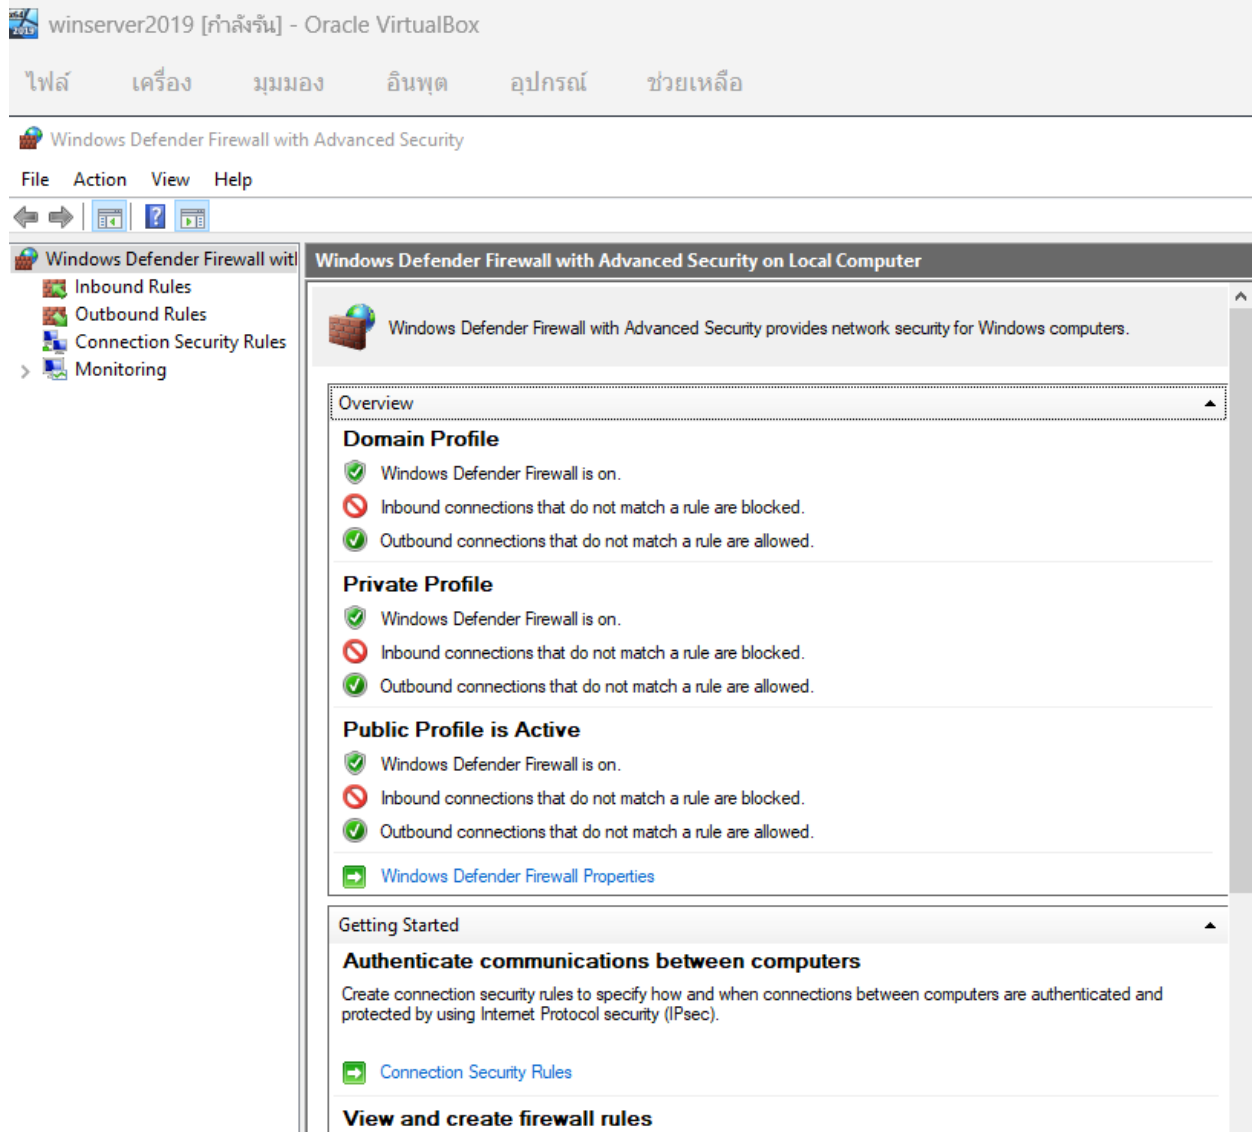 x64
2019
winserver2019 [กำลังรัน] - Oracle VirtualBox
ไฟล์ เครื่อง มุมมอง อินพุต อุปกรณ์ ช่วยเหลือ
Windows Defender Firewall with Advanced Security
File Action View Help
Windows Defender Firewall witl
Inbound Rules
Outbound Rules
Connection Security Rules
Monitoring
Windows Defender Firewall with Advanced Security on Local Computer
Windows Defender Firewall with Advanced Security provides network security for Windows computers.
Overview
Domain Profile
Windows Defender Firewall is on.
Inbound connections that do not match a rule are blocked.
Outbound connections that do not match a rule are allowed.
Private Profile
Windows Defender Firewall is on.
Inbound connections that do not match a rule are blocked.
Outbound connections that do not match a rule are allowed.
Public Profile is Active
Windows Defender Firewall is on.
Inbound connections that do not match a rule are blocked.
Outbound connections that do not match a rule are allowed.
Windows Defender Firewall Properties
Getting Started
Authenticate communications between computers
Create connection security rules to specify how and when connections between computers are authenticated and
protected by using Internet Protocol security (IPsec).
Connection Security Rules
View and create firewall rules